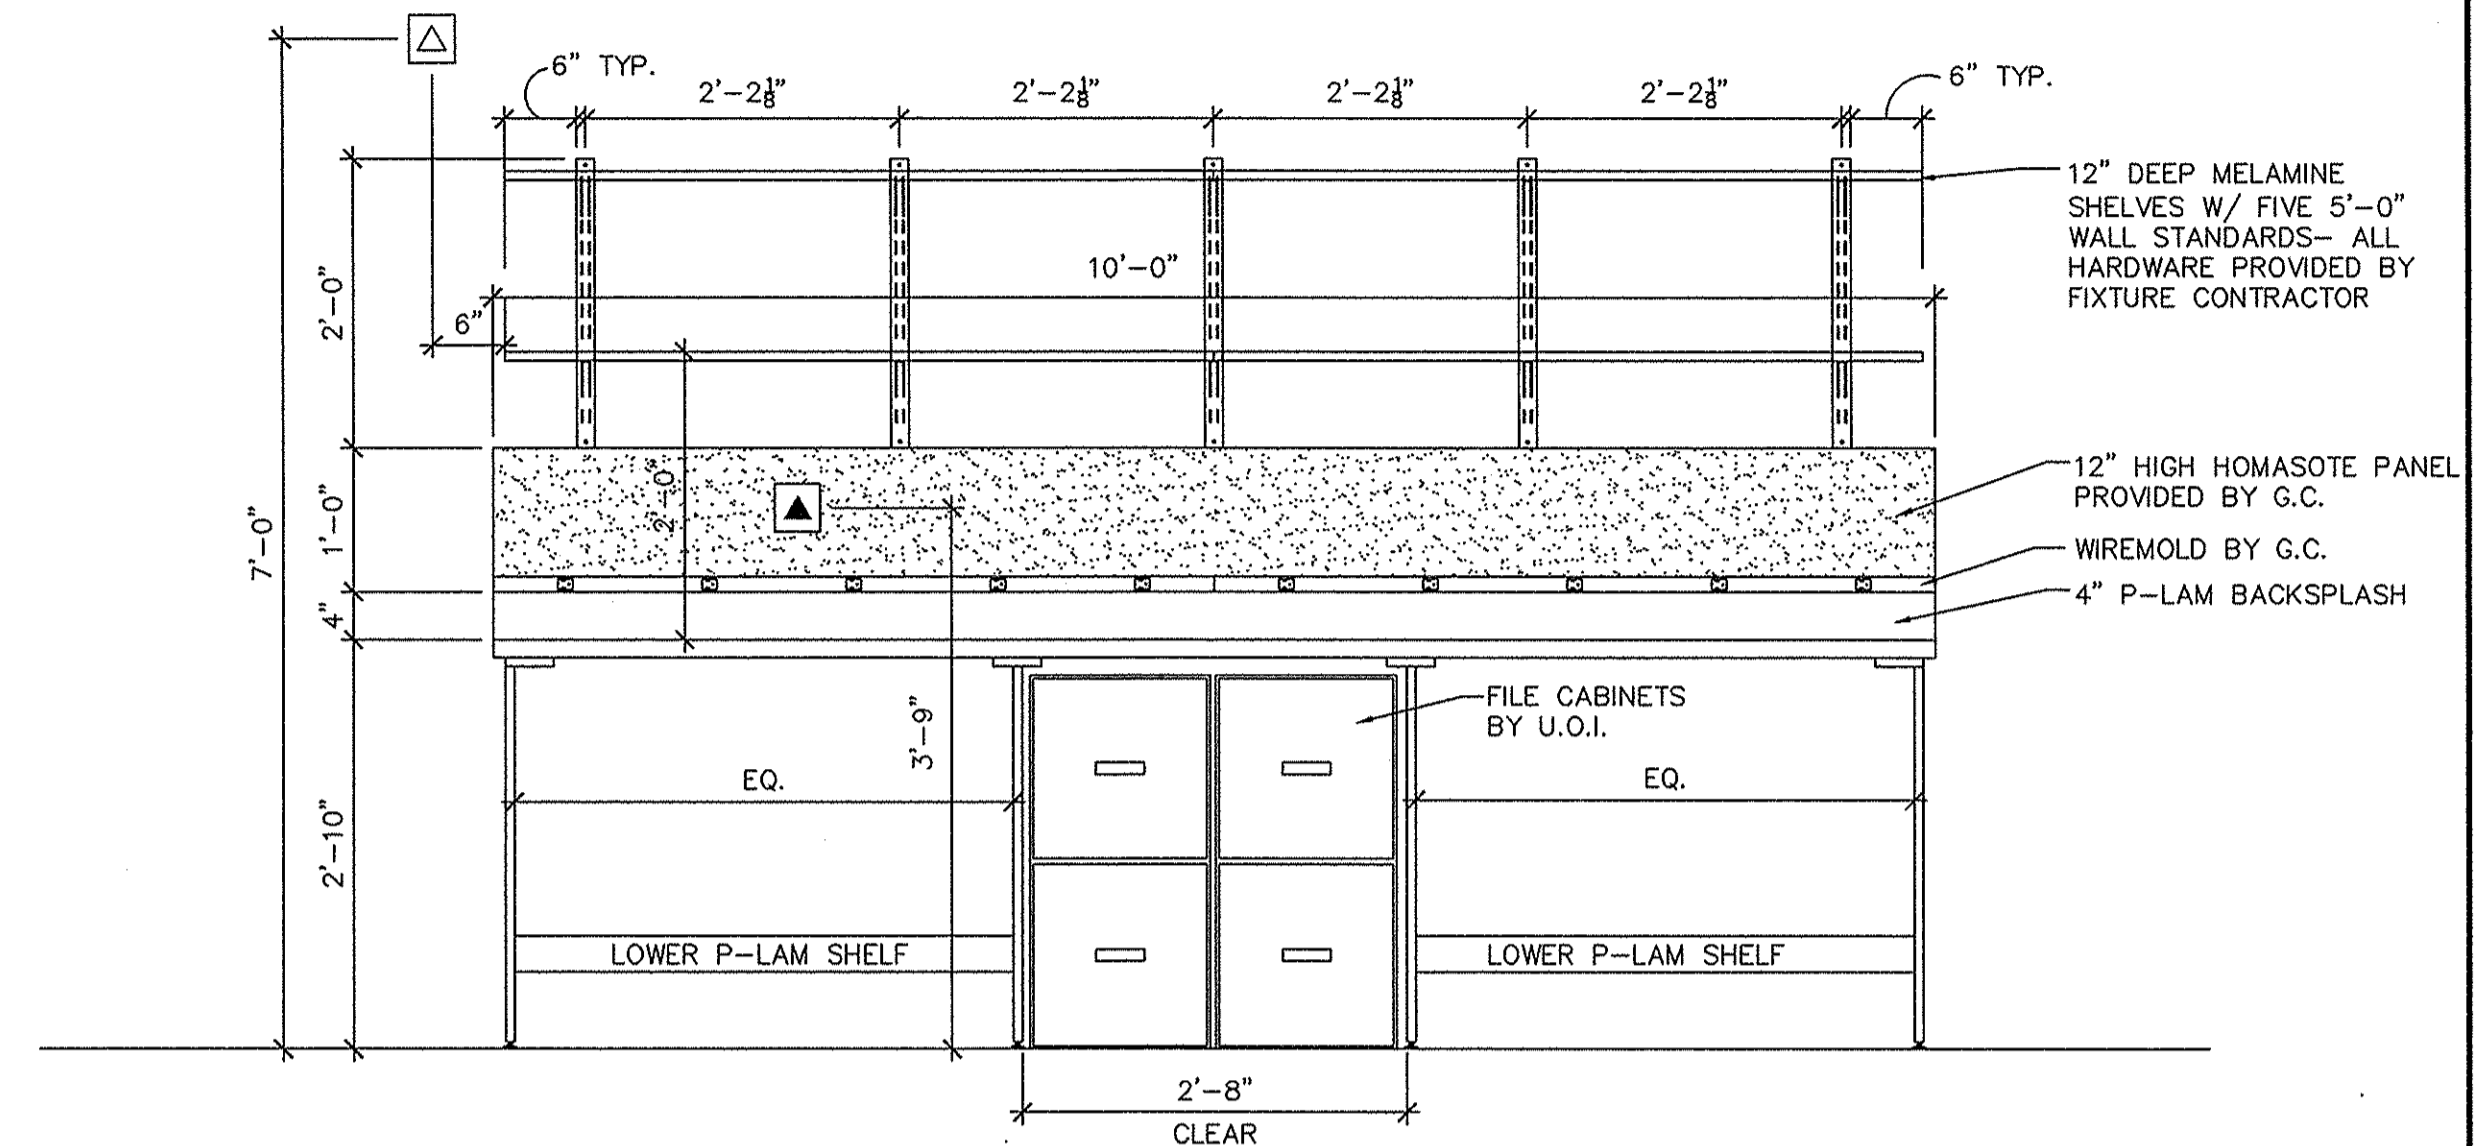 6" TYP.
2'-2⅛"
2'-2⅛"
2'-2⅛"
2'-2⅛"
6" TYP.
12" DEEP MELAMINE
SHELVES W/ FIVE 5'-0"
WALL STANDARDS- ALL
HARDWARE PROVIDED BY
FIXTURE CONTRACTOR
10'-0"
2'-0"
6"
12" HIGH HOMASOTE PANEL
PROVIDED BY G.C.
2'-0"
7'-0"
1'-0"
WIREMOLD BY G.C.
4" P-LAM BACKSPLASH
4"
FILE CABINETS
BY U.O.I.
3'-9"
EQ.
EQ.
2'-10"
LOWER P-LAM SHELF
LOWER P-LAM SHELF
2'-8"
CLEAR